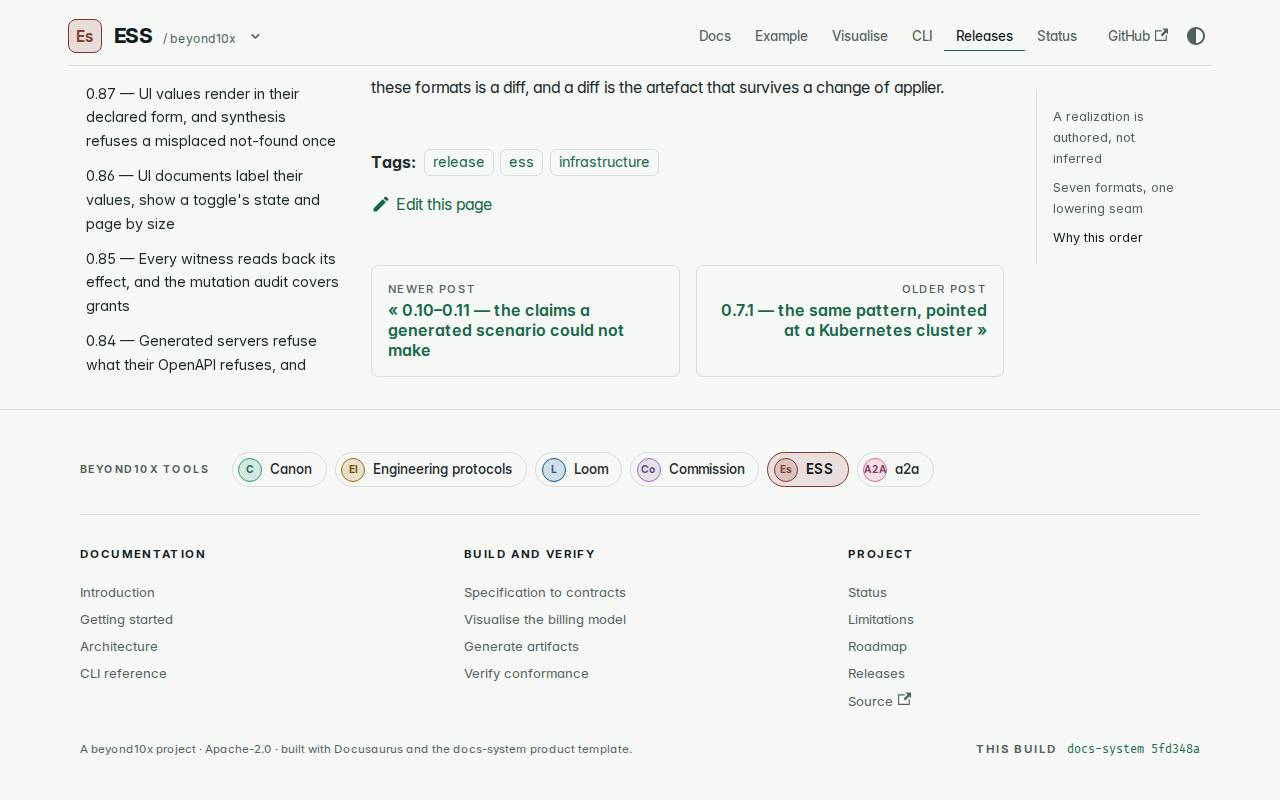 Es ESS / beyond10x
Docs Example Visualise CLI Releases Status GitHub
0.87 — UI values render in their
declared form, and synthesis
refuses a misplaced not-found once
0.86 — UI documents label their
values, show a toggle's state and
page by size
0.85 — Every witness reads back its
effect, and the mutation audit covers
grants
0.84 — Generated servers refuse
what their OpenAPI refuses, and
these formats is a diff, and a diff is the artefact that survives a change of applier.
Tags: release ess infrastructure
Edit this page
NEWER POST
« 0.10–0.11 — the claims a
generated scenario could not
make
OLDER POST
0.7.1 — the same pattern, pointed
at a Kubernetes cluster »
A realization is
authored, not
inferred
Seven formats, one
lowering seam
Why this order
BEYOND10X TOOLS
C Canon
El Engineering protocols
L Loom
Co Commission
Es ESS
A2A a2a
DOCUMENTATION
Introduction
Getting started
Architecture
CLI reference
BUILD AND VERIFY
Specification to contracts
Visualise the billing model
Generate artifacts
Verify conformance
PROJECT
Status
Limitations
Roadmap
Releases
Source
A beyond10x project · Apache-2.0 · built with Docusaurus and the docs-system product template.
THIS BUILD docs-system 5fd348a